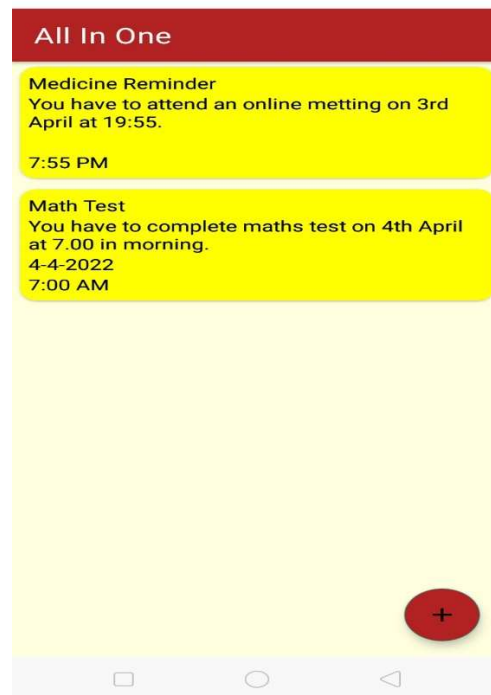 All In One
Medicine Reminder
You have to attend an online metting on 3rd
April at 19:55.
7:55 PM
Math Test
You have to complete maths test on 4th April
at 7.00 in morning.
4-4-2022
7:00 AM
+